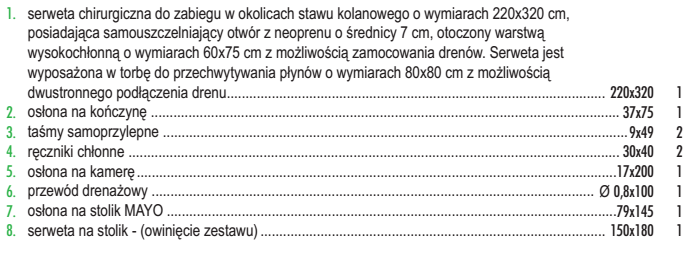 1. serweta chirurgiczna do zabiegu w okolicach stawu kolanowego o wymiarach 220x320 cm,
posiadająca samouszczelniający otwór z neoprenu o średnicy 7 cm, otoczony warstwą
wysokochłonną o wymiarach 60x75 cm z możliwością zamocowania drenów. Serweta jest
wyposażona w torbę do przechwytywania płynów o wymiarach 80x80 cm z możliwością
dwustronnego podłączenia drenu........ 220x320 1
2. osłona na kończynę ........ 37x75 1
3. taśmy samoprzylepne ........ 9x49 2
4. ręczniki chłonne ........ 30x40 2
5. osłona na kamerę ........ 17x200 1
6. przewód drenażowy ........ Ø 0,8x100 1
7. osłona na stolik MAYO ........ 79x145 1
8. serweta na stolik - (owinięcie zestawu) ........ 150x180 1